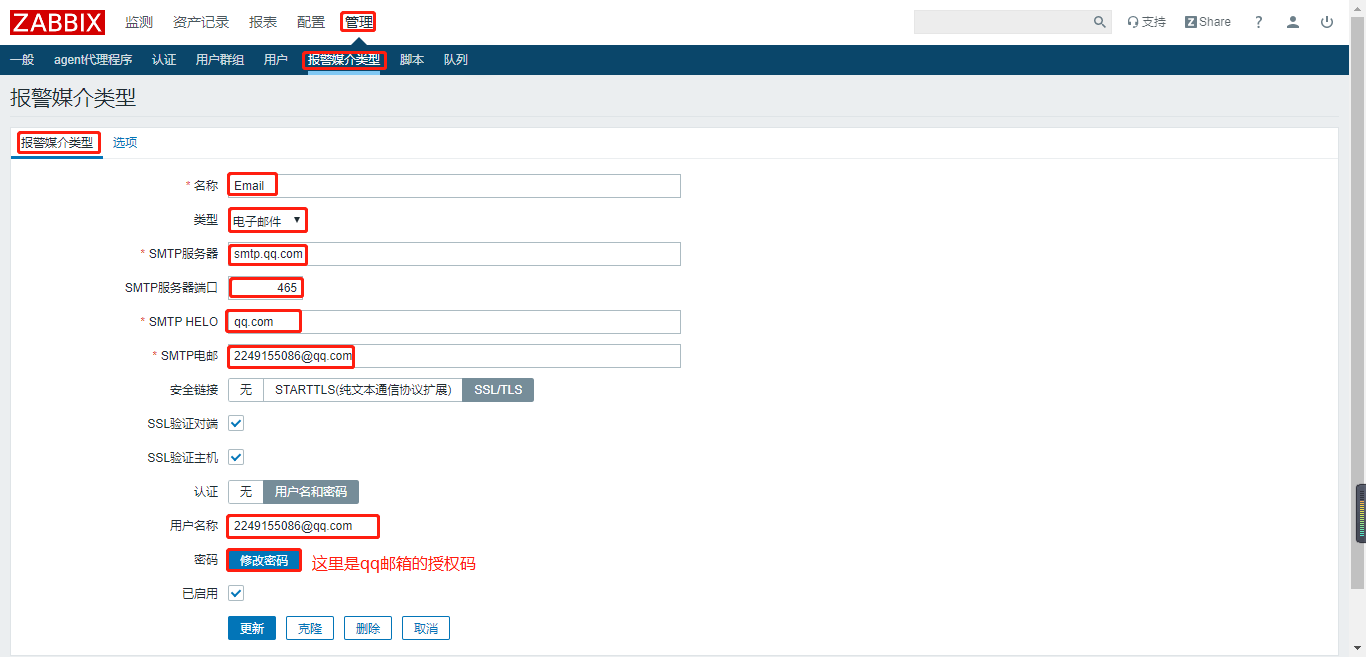 ZABBIX 监测 资产记录 报表 配置 管理 支持 Z Share ?
一般 agent代理程序 认证 用户群组 用户 报警媒介类型 脚本 队列
报警媒介类型
报警媒介类型 选项
* 名称 Email
类型 电子邮件
* SMTP服务器 smtp.qq.com
SMTP服务器端口 465
* SMTP HELO qq.com
* SMTP电邮 2249155086@qq.com
安全链接 无 STARTTLS(纯文本通信协议扩展) SSL/TLS
SSL验证对端
SSL验证主机
认证 无 用户名和密码
用户名称 2249155086@qq.com
密码 修改密码 这里是qq邮箱的授权码
已启用
更新 克隆 删除 取消